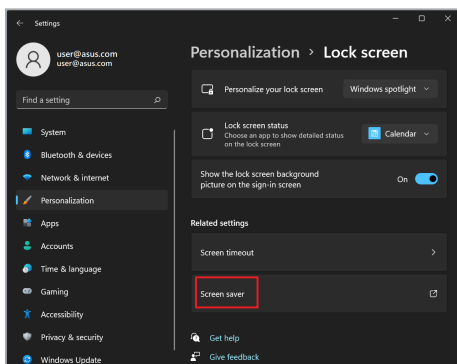 Settings
user@asus.com
user@asus.com
Find a setting
System
Bluetooth & devices
Network & internet
Personalization
Apps
Accounts
Time & language
Gaming
Accessibility
Privacy & security
Windows Update
Personalization > Lock screen
Personalize your lock screen
Windows spotlight
Lock screen status
Choose an app to show detailed status
on the lock screen
Calendar
Show the lock screen background
picture on the sign-in screen
On
Related settings
Screen timeout
Screen saver
Get help
Give feedback